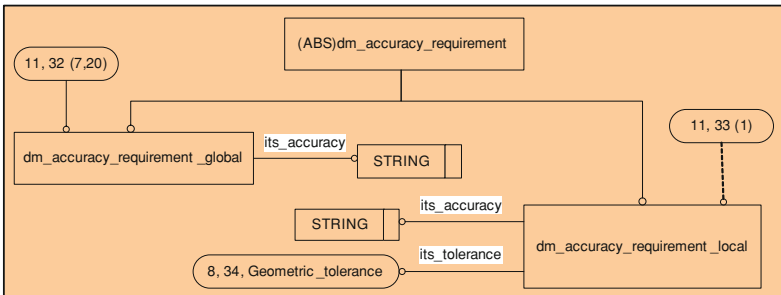 (ABS)dm_accuracy_requirement
11, 32 (7,20)
11, 33 (1)
its_accuracy
dm_accuracy_requirement _global
STRING
its_accuracy
STRING
dm_accuracy_requirement _local
its_tolerance
8, 34, Geometric _tolerance